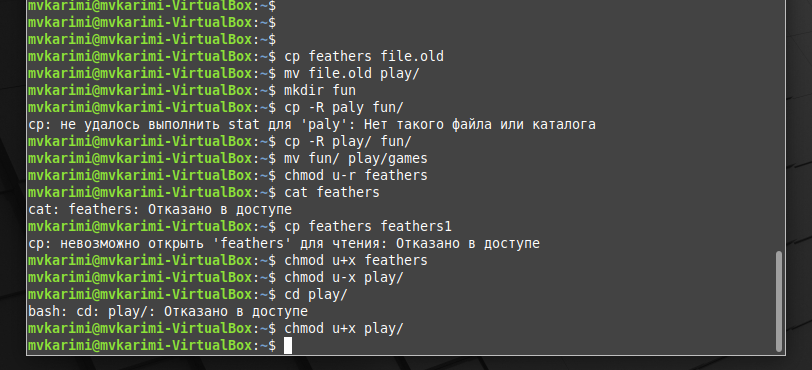 mvkarimi@mvkarimi-VirtualBox:~$
mvkarimi@mvkarimi-VirtualBox:~$
mvkarimi@mvkarimi-VirtualBox:~$
mvkarimi@mvkarimi-VirtualBox:~$ cp feathers file.old
mvkarimi@mvkarimi-VirtualBox:~$ mv file.old play/
mvkarimi@mvkarimi-VirtualBox:~$ mkdir fun
mvkarimi@mvkarimi-VirtualBox:~$ cp -R paly fun/
cp: не удалось выполнить stat для 'paly': Нет такого файла или каталога
mvkarimi@mvkarimi-VirtualBox:~$ cp -R play/ fun/
mvkarimi@mvkarimi-VirtualBox:~$ mv fun/ play/games
mvkarimi@mvkarimi-VirtualBox:~$ chmod u-r feathers
mvkarimi@mvkarimi-VirtualBox:~$ cat feathers
cat: feathers: Отказано в доступе
mvkarimi@mvkarimi-VirtualBox:~$ cp feathers feathers1
cp: невозможно открыть 'feathers' для чтения: Отказано в доступе
mvkarimi@mvkarimi-VirtualBox:~$ chmod u+x feathers
mvkarimi@mvkarimi-VirtualBox:~$ chmod u-x play/
mvkarimi@mvkarimi-VirtualBox:~$ cd play/
bash: cd: play/: Отказано в доступе
mvkarimi@mvkarimi-VirtualBox:~$ chmod u+x play/
mvkarimi@mvkarimi-VirtualBox:~$